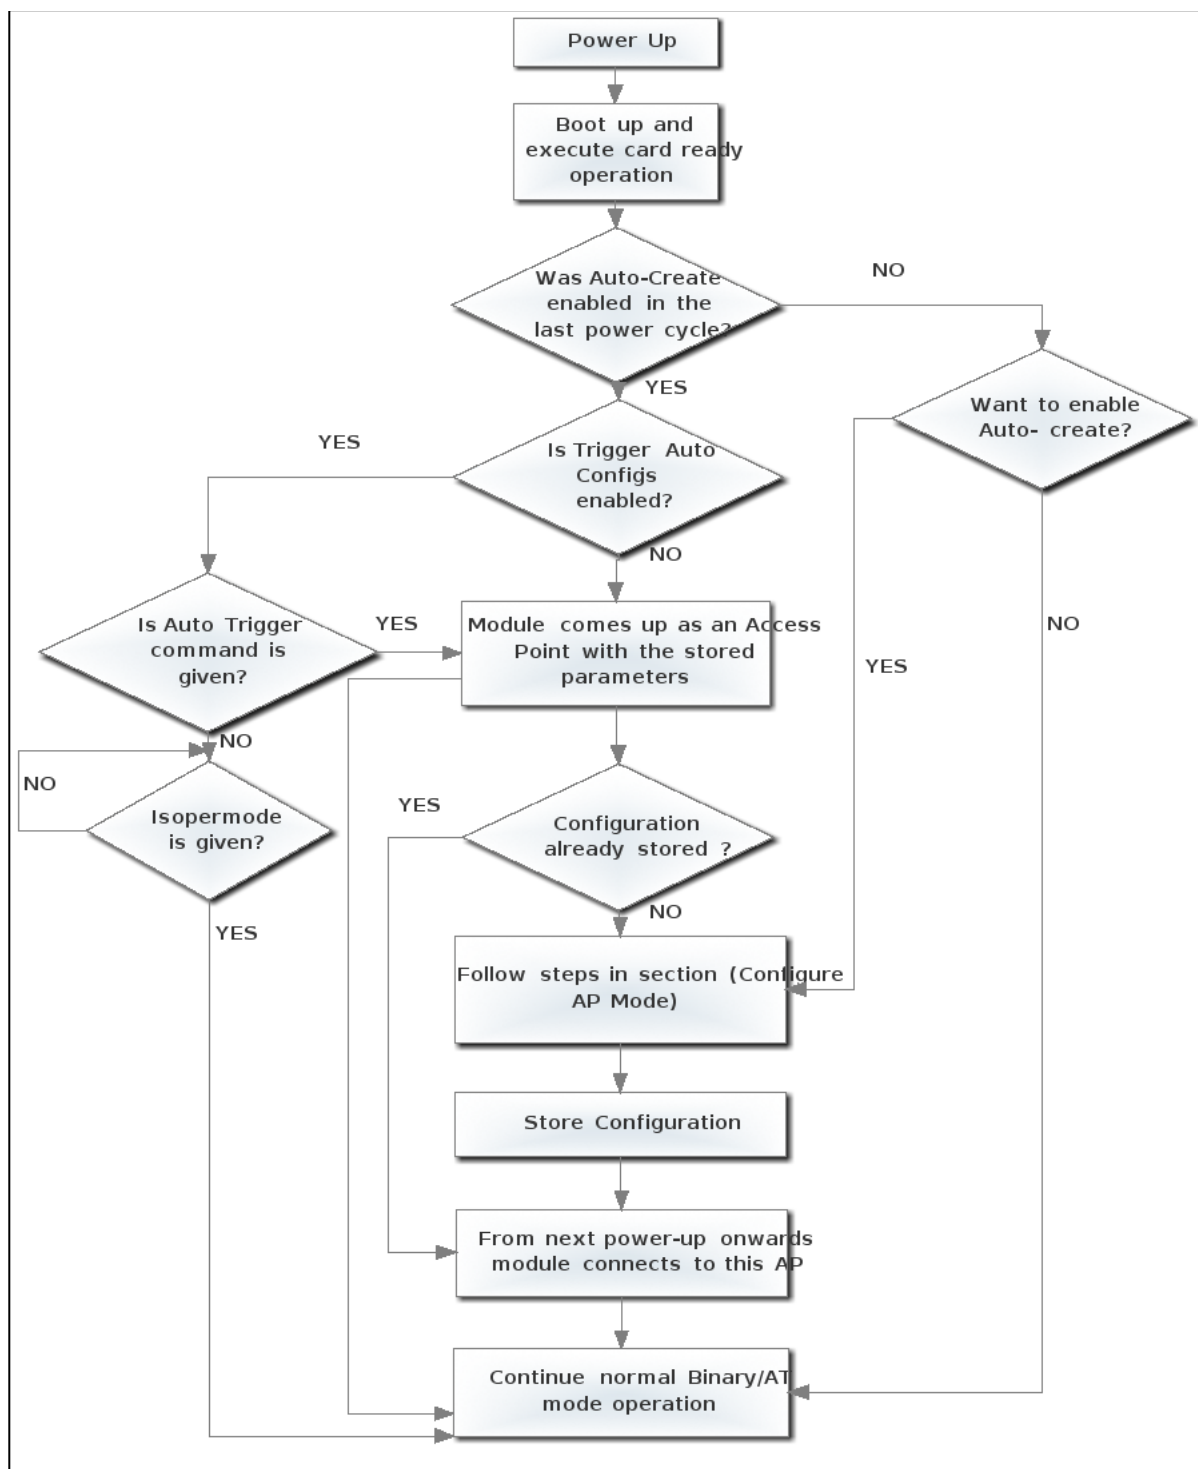 Power Up
Boot up and
execute card ready
operation
Was Auto-Create
enabled in the
last power cycle?
NO
YES
Want to enable
Auto- create?
YES
Is Trigger Auto
Configs
enabled?
NO
Is Auto Trigger
command is
given?
YES
Module comes up as an Access
Point with the stored
parameters
NO
YES
NO
NO
Isopermode
is given?
YES
Configuration
already stored ?
NO
YES
Follow steps in section (Configure
AP Mode)
Store Configuration
From next power-up onwards
module connects to this AP
Continue normal Binary/AT
mode operation